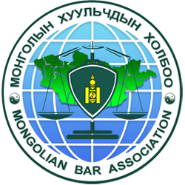 МОНГОЛЫН ХУУЛЬЧДЫН ХОЛБОО
MONGOLIAN BAR ASSOCIATION